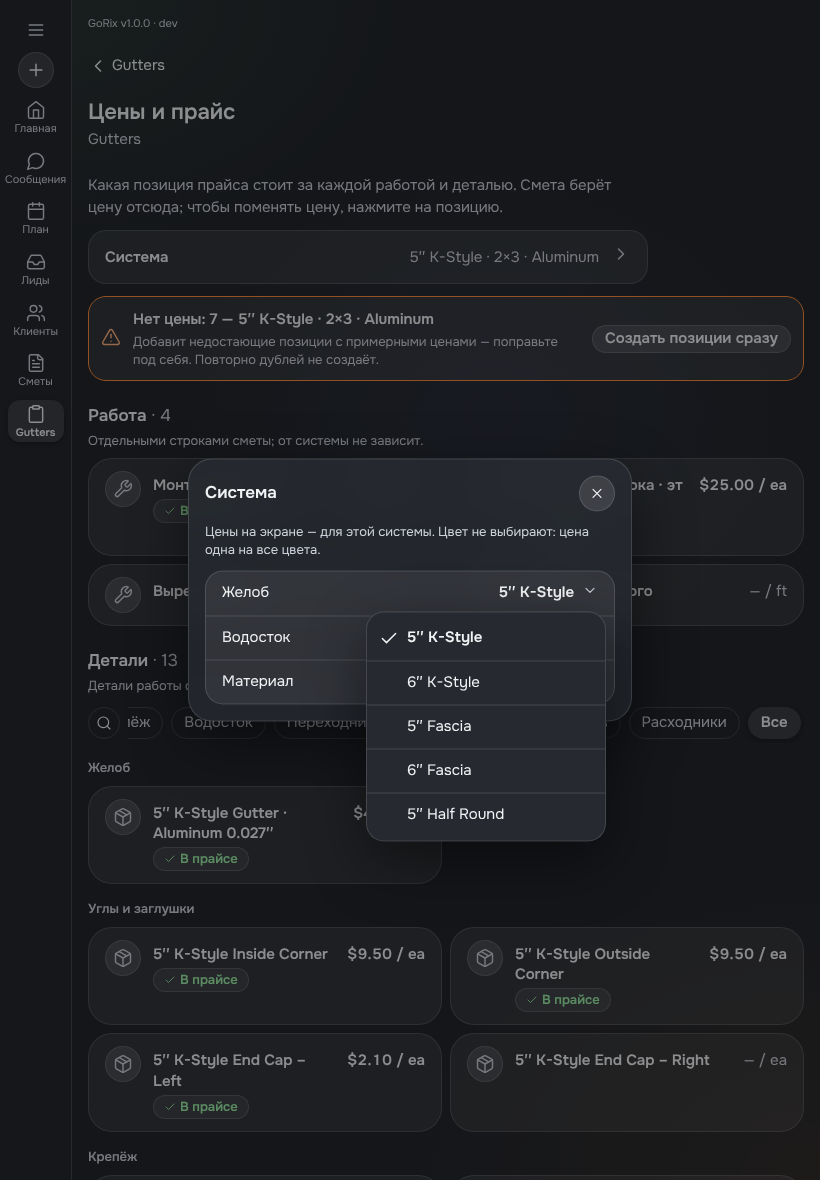 GoRix v1.0.0 · dev
Gutters
Главная
Сообщения
План
Лиды
Клиенты
Сметы
Gutters
Цены и прайс
Gutters
Какая позиция прайса стоит за каждой работой и деталью. Смета берёт
цену отсюда; чтобы поменять цену, нажмите на позицию.
Система
5″ K-Style · 2×3 · Aluminum
Нет цены: 7 — 5″ K-Style · 2×3 · Aluminum
Добавит недостающие позиции с примерными ценами — поправьте
под себя. Повторно дублей не создаёт.
Создать позиции сразу
Работа · 4
Отдельными строками сметы; от системы не зависит.
$25.00 / ea
— / ft
Система
Цены на экране — для этой системы. Цвет не выбирают: цена
одна на все цвета.
Желоб
5″ K-Style
Водосток
Материал
5″ K-Style
6″ K-Style
5″ Fascia
6″ Fascia
5″ Half Round
Детали · 13
Детали работы
Водосток
Расходники
Все
Желоб
5″ K-Style Gutter ·
Aluminum 0.027″
В прайсе
Углы и заглушки
5″ K-Style Inside Corner
$9.50 / ea
В прайсе
5″ K-Style Outside
Corner
$9.50 / ea
В прайсе
5″ K-Style End Cap –
Left
$2.10 / ea
В прайсе
5″ K-Style End Cap – Right
— / ea
Крепёж